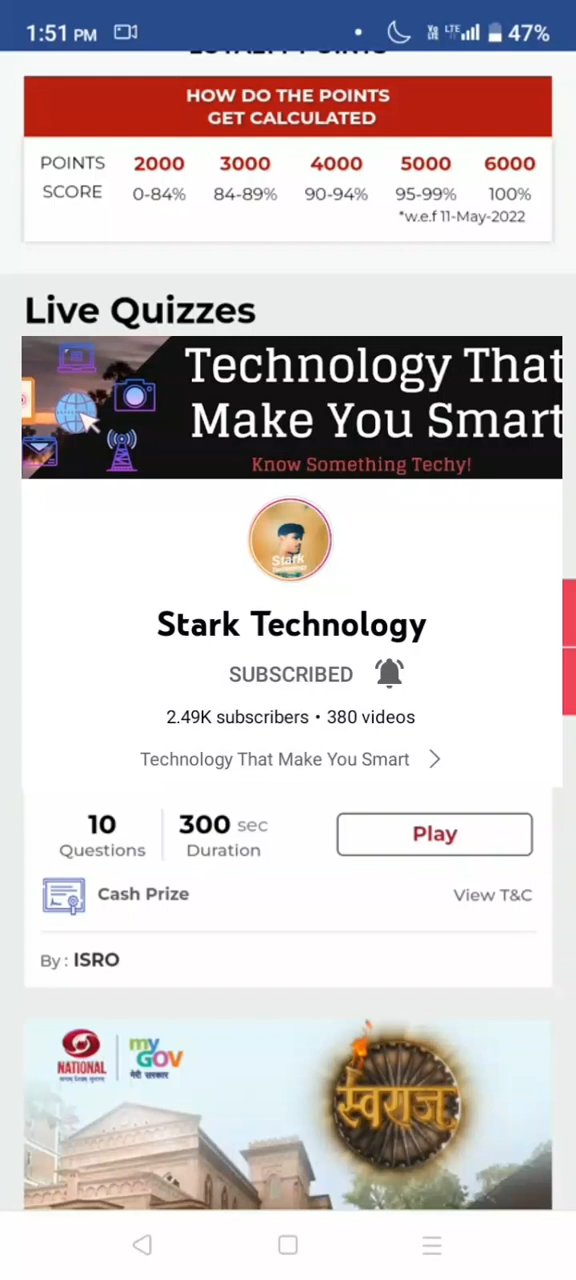 1:51 PM
47%
HOW DO THE POINTS
GET CALCULATED
POINTS 2000 3000 4000 5000 6000
SCORE 0-84% 84-89% 90-94% 95-99% 100%
*w.e.f 11-May-2022
Live Quizzes
Technology That
Make You Smart
Know Something Techy!
Stark
Stark Technology
SUBSCRIBED
2.49K subscribers • 380 videos
Technology That Make You Smart
10 300 sec
Questions Duration
Play
Cash Prize
View T&C
By : ISRO
NATIONAL
my
GOV
मेरी सरकार
स्वराज